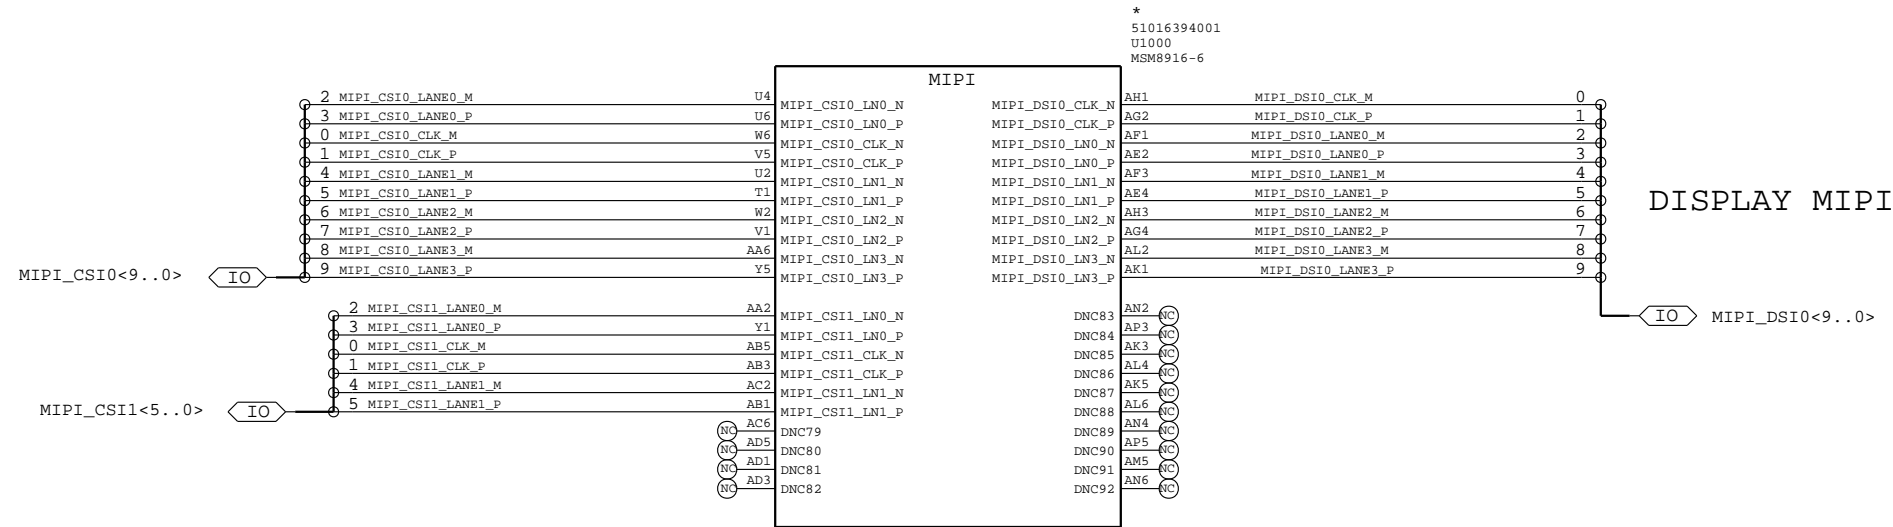 *
51016394001
U1000
MSM8916-6
MIPI
2 MIPI_CSI0_LANE0_M U4 MIPI_CSI0_LN0_N MIPI_DSI0_CLK_N AH1 MIPI_DSI0_CLK_M 0
3 MIPI_CSI0_LANE0_P U6 MIPI_CSI0_LN0_P MIPI_DSI0_CLK_P AG2 MIPI_DSI0_CLK_P 1
0 MIPI_CSI0_CLK_M W6 MIPI_CSI0_CLK_N MIPI_DSI0_LN0_N AF1 MIPI_DSI0_LANE0_M 2
1 MIPI_CSI0_CLK_P V5 MIPI_CSI0_CLK_P MIPI_DSI0_LN0_P AE2 MIPI_DSI0_LANE0_P 3
4 MIPI_CSI0_LANE1_M U2 MIPI_CSI0_LN1_N MIPI_DSI0_LN1_N AF3 MIPI_DSI0_LANE1_M 4
5 MIPI_CSI0_LANE1_P T1 MIPI_CSI0_LN1_P MIPI_DSI0_LN1_P AE4 MIPI_DSI0_LANE1_P 5
DISPLAY MIPI
6 MIPI_CSI0_LANE2_M W2 MIPI_CSI0_LN2_N MIPI_DSI0_LN2_N AH3 MIPI_DSI0_LANE2_M 6
7 MIPI_CSI0_LANE2_P V1 MIPI_CSI0_LN2_P MIPI_DSI0_LN2_P AG4 MIPI_DSI0_LANE2_P 7
8 MIPI_CSI0_LANE3_M AA6 MIPI_CSI0_LN3_N MIPI_DSI0_LN3_N AL2 MIPI_DSI0_LANE3_M 8
MIPI_CSI0<9..0> IO 9 MIPI_CSI0_LANE3_P Y5 MIPI_CSI0_LN3_P MIPI_DSI0_LN3_P AK1 MIPI_DSI0_LANE3_P 9
2 MIPI_CSI1_LANE0_M AA2 MIPI_CSI1_LN0_N DNC83 AN2 NC IO MIPI_DSI0<9..0>
3 MIPI_CSI1_LANE0_P Y1 MIPI_CSI1_LN0_P DNC84 AP3 NC
0 MIPI_CSI1_CLK_M AB5 MIPI_CSI1_CLK_N DNC85 AK3 NC
1 MIPI_CSI1_CLK_P AB3 MIPI_CSI1_CLK_P DNC86 AL4 NC
4 MIPI_CSI1_LANE1_M AC2 MIPI_CSI1_LN1_N DNC87 AK5 NC
MIPI_CSI1<5..0> IO 5 MIPI_CSI1_LANE1_P AB1 MIPI_CSI1_LN1_P DNC88 AL6 NC
NC AC6 DNC79 DNC89 AN4 NC
NC AD5 DNC80 DNC90 AP5 NC
NC AD1 DNC81 DNC91 AM5 NC
NC AD3 DNC82 DNC92 AN6 NC